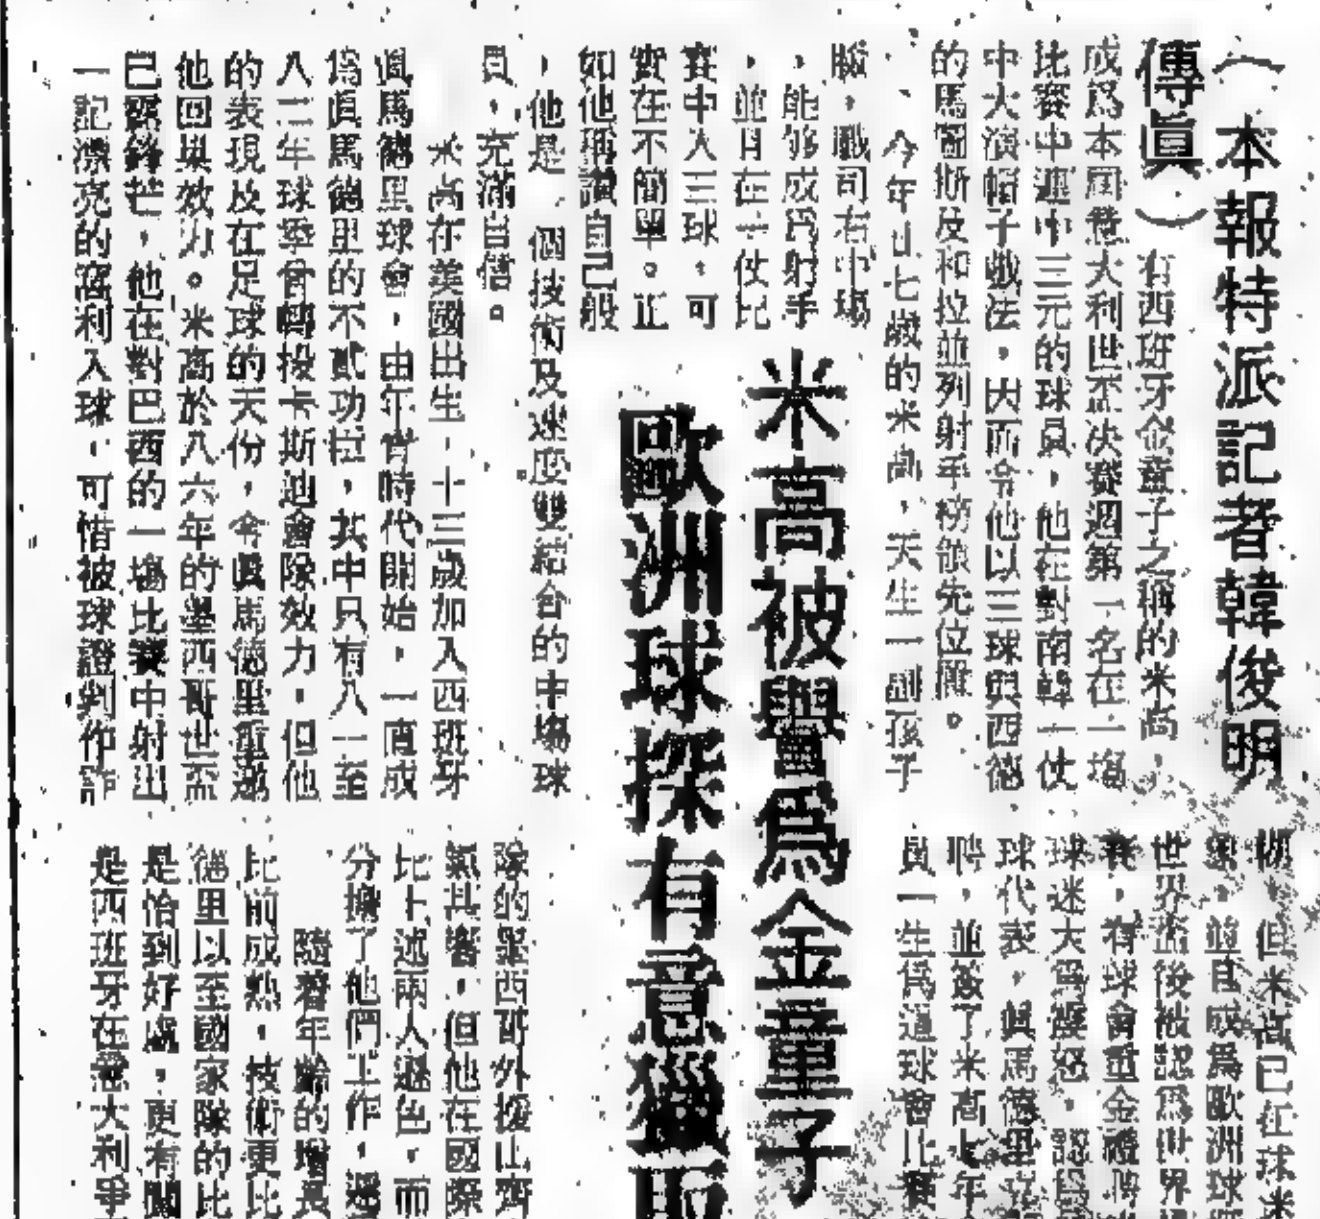 （本報特派記者韓俊明
傳眞）有西班牙金童子之稱的米高，
成爲本屆意大利世盃決賽週第一名在一塲
比賽中連中三元的球員，他在對南韓一仗
中大演帽子戲法，因而令他以三球與西德
的馬圖斯及和拉並列射手榜領先位置。
今年廿七歲的米高，天生一副孩子
臉，職司右中塲
，能够成爲射手
，並且在一仗比
賽中入三球，可
實在不簡單。正
如他稱讚自己般
，他是一個技術及速度雙結合的中塲球
員，充滿自信。
米高在美國出生，十三歲加入西班牙
皇馬德里球會，由年青時代開始，一直成
爲眞馬德里的不貳功臣，其中只有八一至
八二年球季曾轉投卡斯迪會隊效力，但他
的表現及在足球的天份，令眞馬德里重邀
他回巢效力。米高於八六年的墨西哥世盃
已露鋒芒，他在對巴西的一塲比賽中射出
一記漂亮的窩利入球，可惜被球證判作詐
米高被譽爲金童子
歐洲球探有意獵
但米高已在球迷
並且成爲歐洲球
世界盃後被認爲世界
賽，有球會重金禮聘
球迷大爲憤怒，認爲
球代表，眞馬德里
聘，並簽了米高七年
員一生爲這球會比賽
隊的墨西哥外援山齊
氣甚響，但他在國際
比上述兩人遜色，而
分擔了他們工作，還
隨着年齡的增長
比前成熟，技術更比
德里以至國家隊的比
是恰到好處，更有
是西班牙在意大利爭